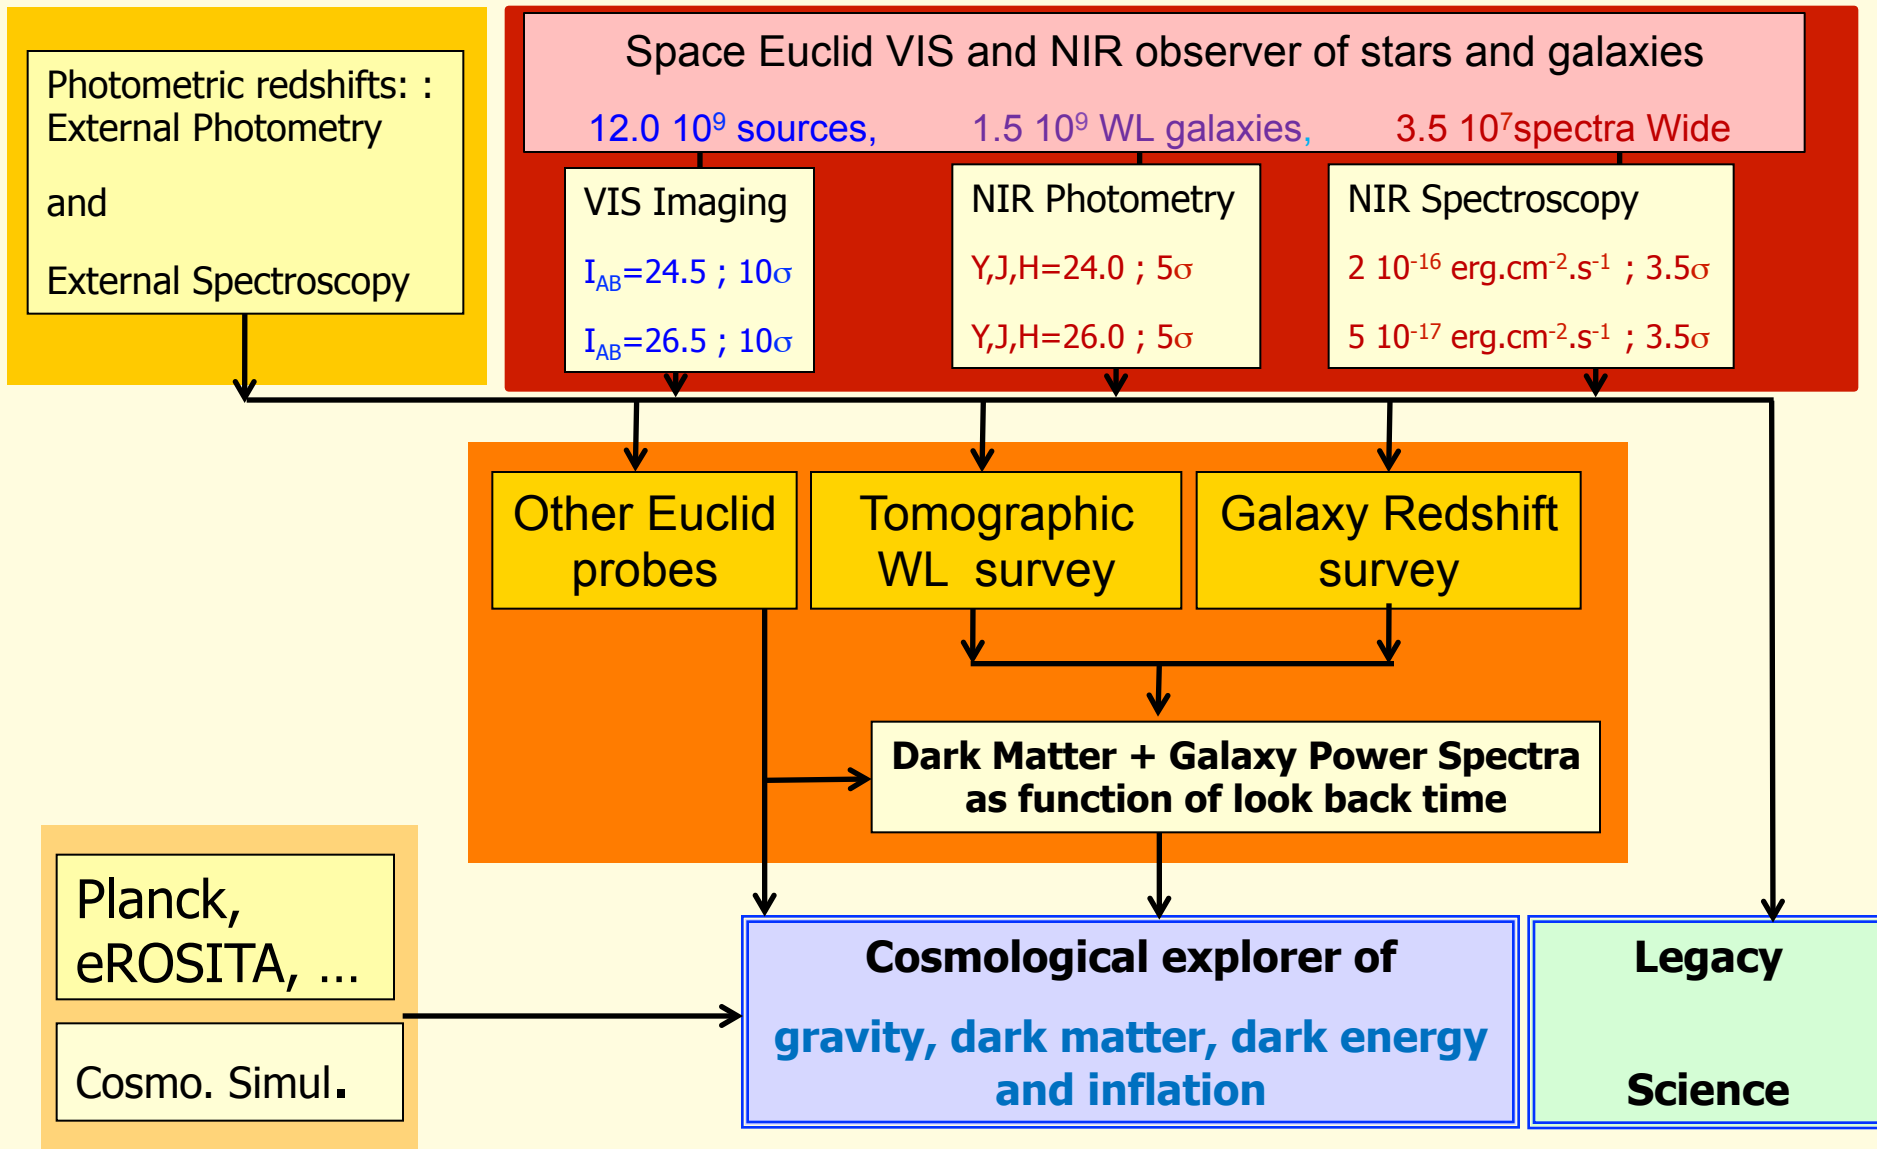 Photometric redshifts: :
External Photometry
and
External Spectroscopy
Space Euclid VIS and NIR observer of stars and galaxies
12.0 10⁹ sources, 1.5 10⁹ WL galaxies, 3.5 10⁷spectra Wide
VIS Imaging
I_AB=24.5 ; 10σ
I_AB=26.5 ; 10σ
NIR Photometry
Y,J,H=24.0 ; 5σ
Y,J,H=26.0 ; 5σ
NIR Spectroscopy
2 10⁻¹⁶ erg.cm⁻².s⁻¹ ; 3.5σ
5 10⁻¹⁷ erg.cm⁻².s⁻¹ ; 3.5σ
Other Euclid
probes
Tomographic
WL survey
Galaxy Redshift
survey
Dark Matter + Galaxy Power Spectra
as function of look back time
Planck,
eROSITA, …
Cosmo. Simul.
Cosmological explorer of
gravity, dark matter, dark energy
and inflation
Legacy
Science